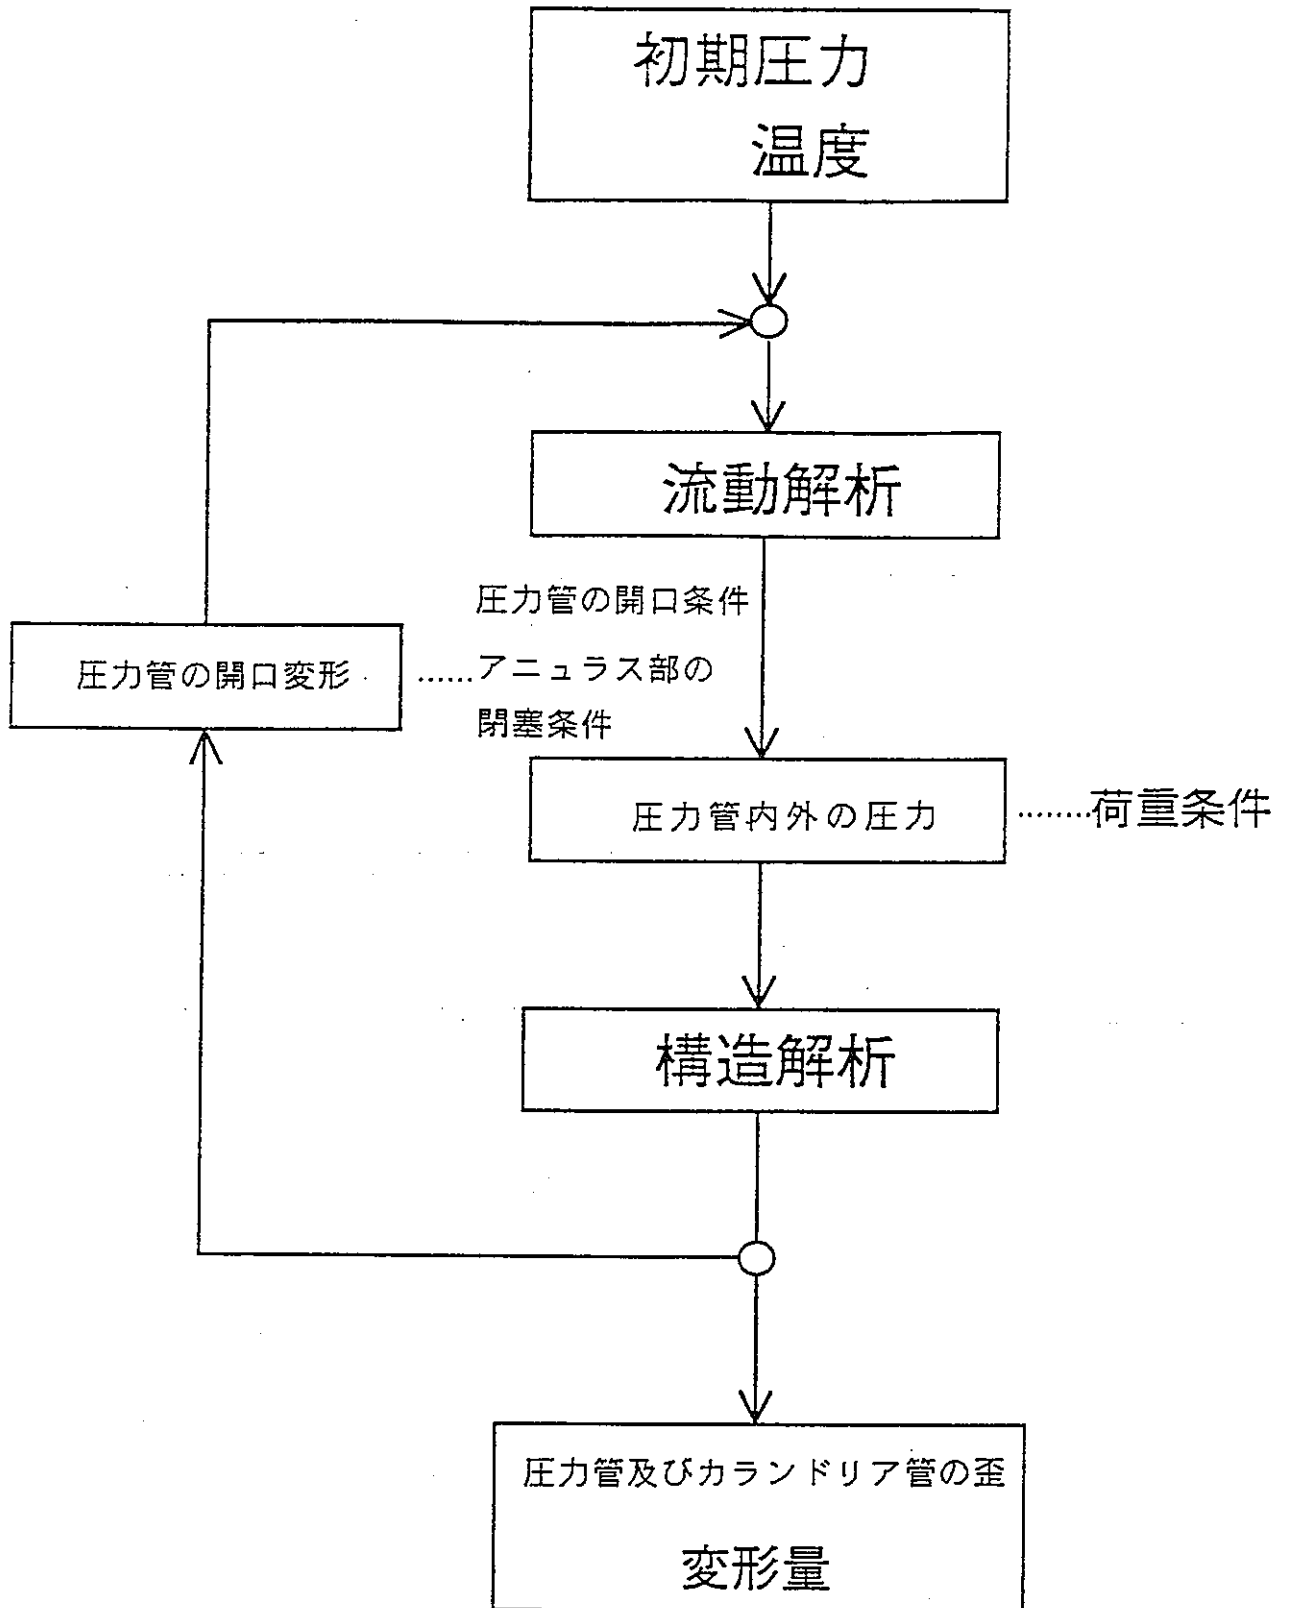 初期圧力
温度
流動解析
圧力管の開口条件
圧力管の開口変形
......アニュラス部の
閉塞条件
圧力管内外の圧力
........荷重条件
構造解析
圧力管及びカランドリア管の歪
変形量